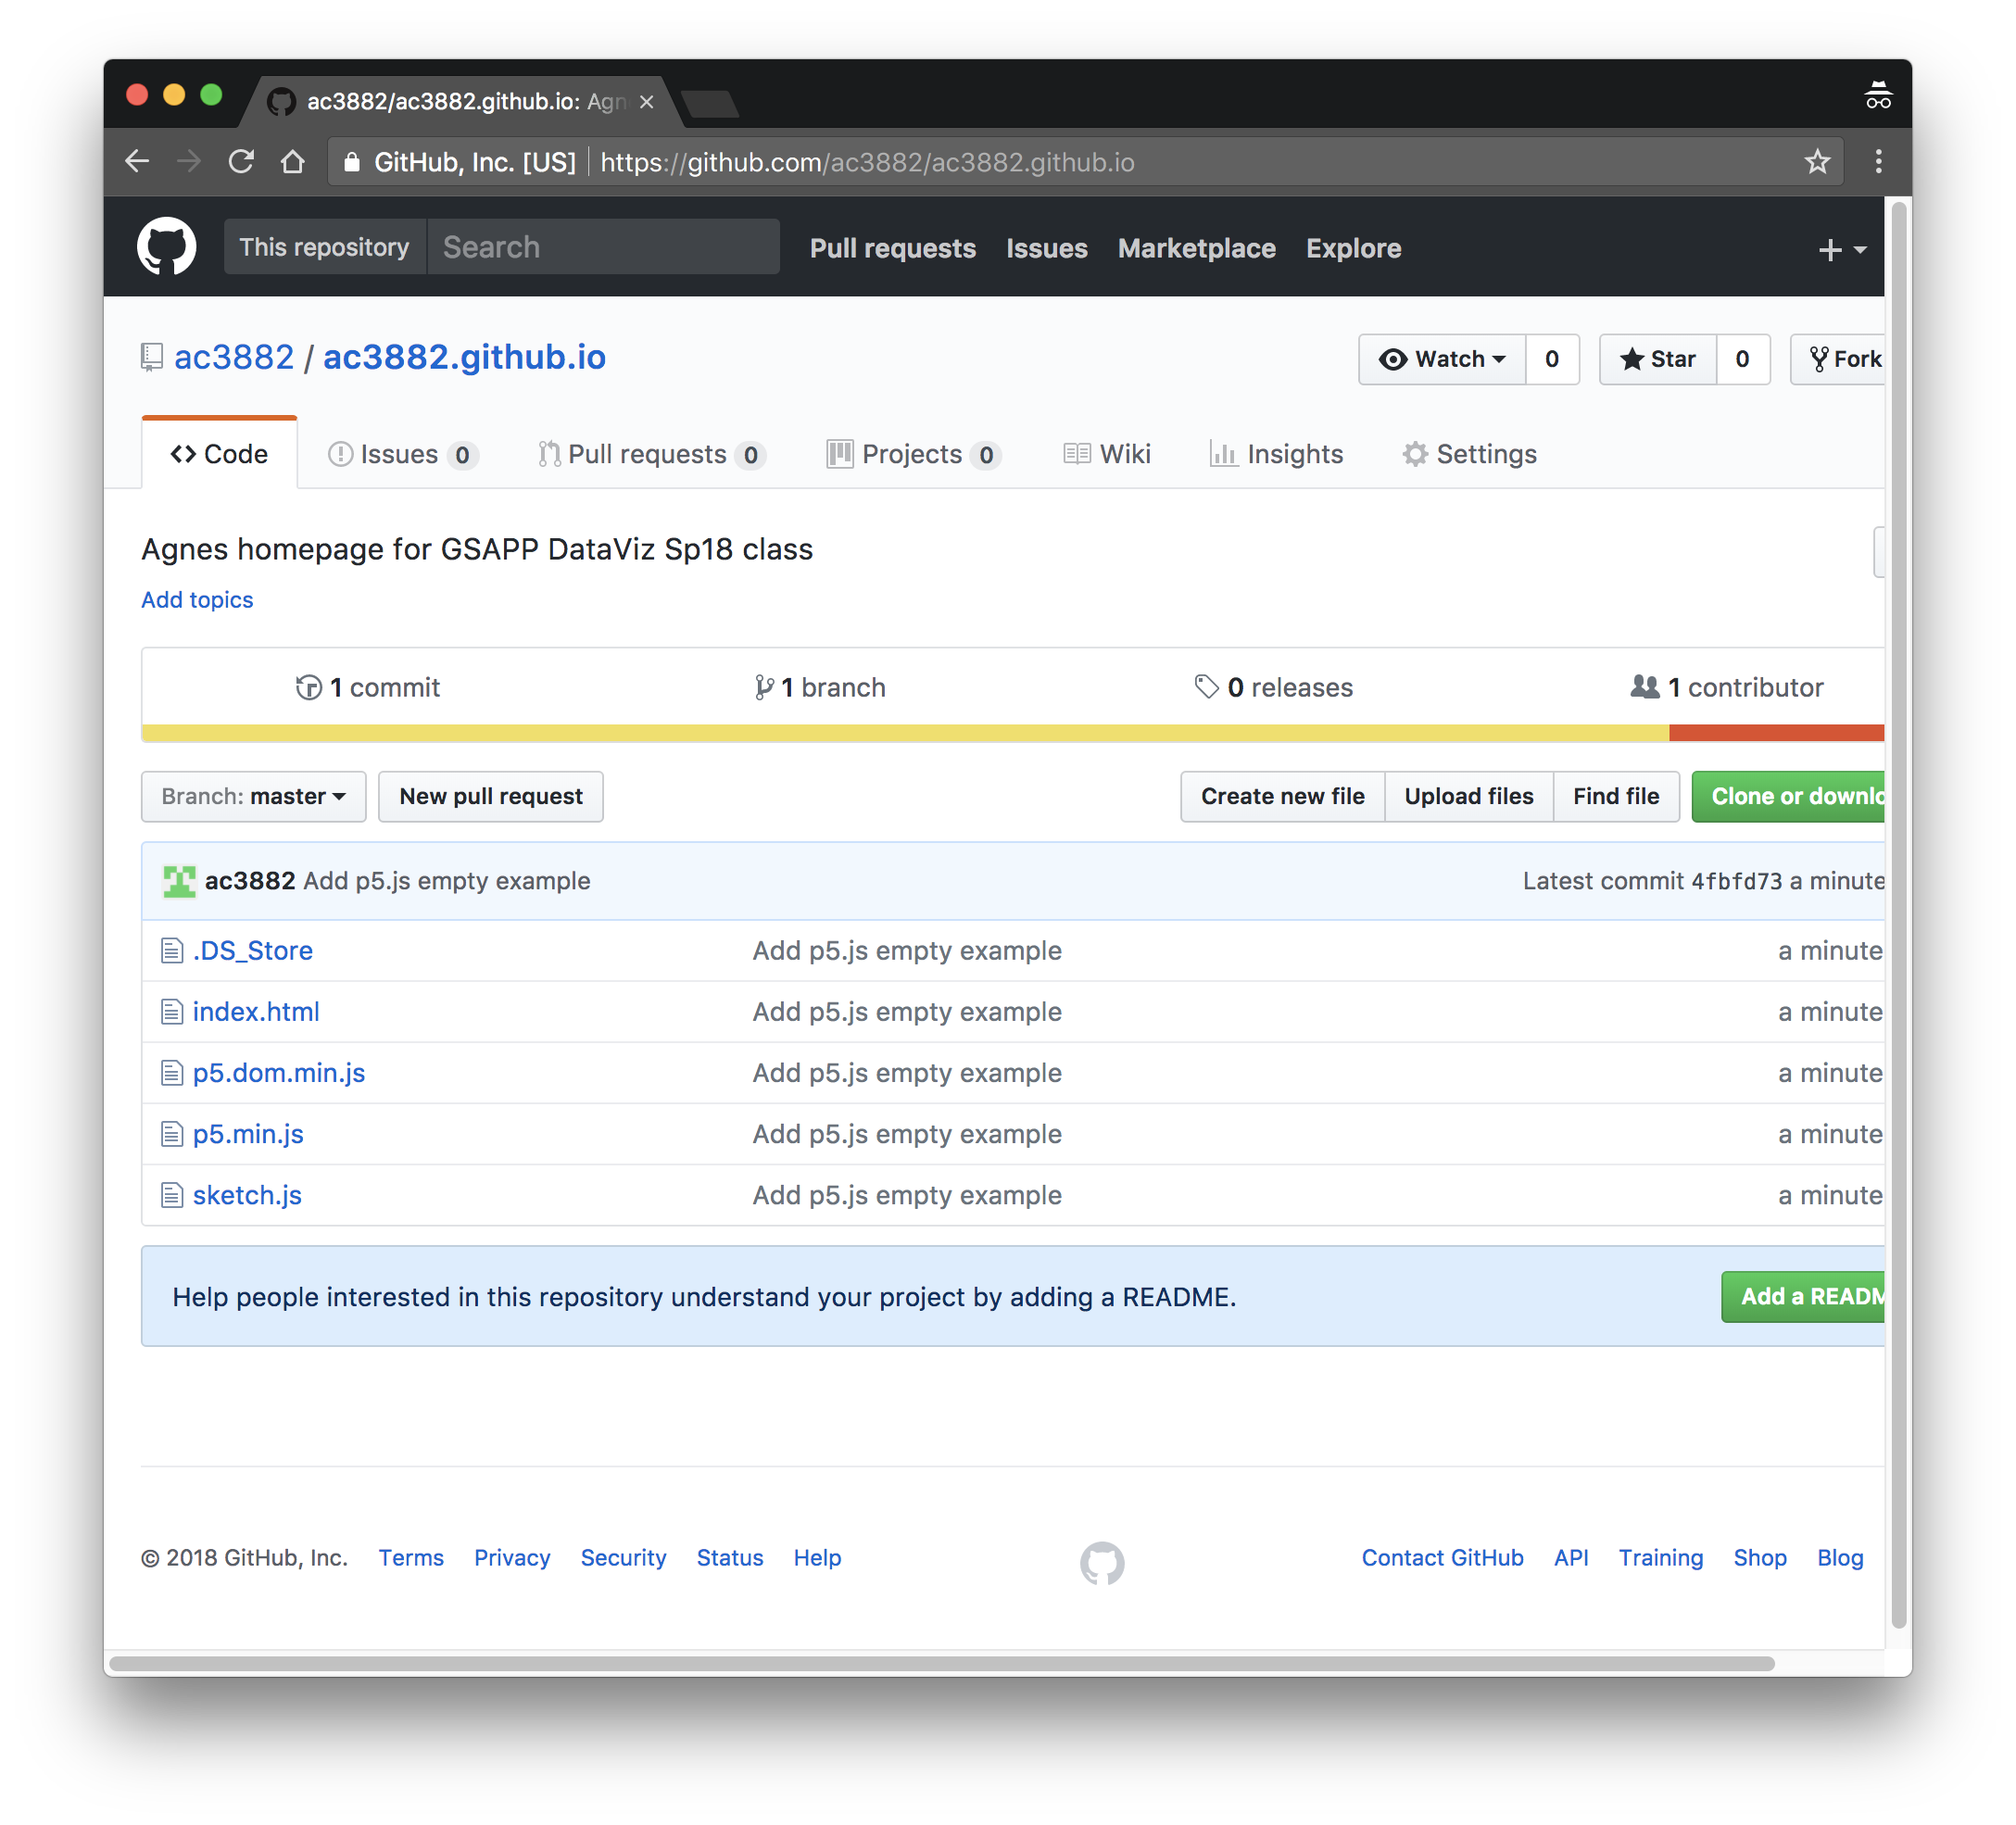 ac3882/ac3882.github.io: Agn
GitHub, Inc. [US] https://github.com/ac3882/ac3882.github.io
This repository Search Pull requests Issues Marketplace Explore
ac3882 / ac3882.github.io Watch 0 Star 0 Fork
Code Issues 0 Pull requests 0 Projects 0 Wiki Insights Settings
Agnes homepage for GSAPP DataViz Sp18 class
Add topics
1 commit 1 branch 0 releases 1 contributor
Branch: master New pull request Create new file Upload files Find file Clone or downlo
ac3882 Add p5.js empty example Latest commit 4fbfd73 a minute
.DS_Store Add p5.js empty example a minute
index.html Add p5.js empty example a minute
p5.dom.min.js Add p5.js empty example a minute
p5.min.js Add p5.js empty example a minute
sketch.js Add p5.js empty example a minute
Help people interested in this repository understand your project by adding a README. Add a READM
© 2018 GitHub, Inc. Terms Privacy Security Status Help Contact GitHub API Training Shop Blog